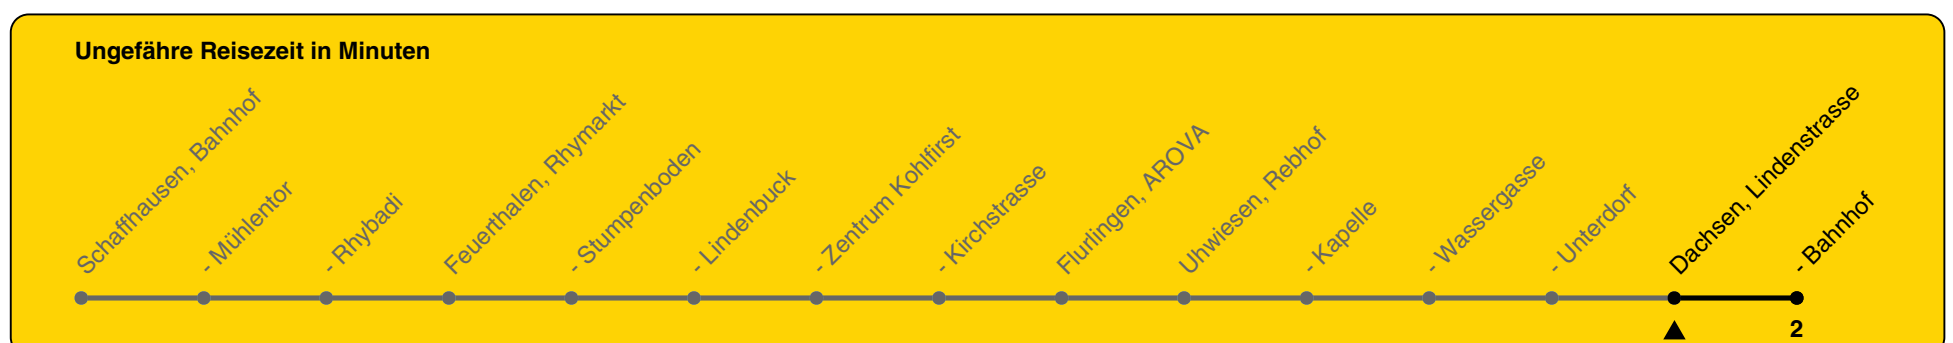 Ungefähre Reisezeit in Minuten
Schaffhausen, Bahnhof
- Mühlentor
- Rhybadi
Feuerthalen, Rhymarkt
- Stumpenboden
- Lindenbuck
- Zentrum Kohlfirst
- Kirchstrasse
Flurlingen, AROVA
Uhwiesen, Rebhof
- Kapelle
- Wassergasse
- Unterdorf
Dachsen, Lindenstrasse
- Bahnhof
2